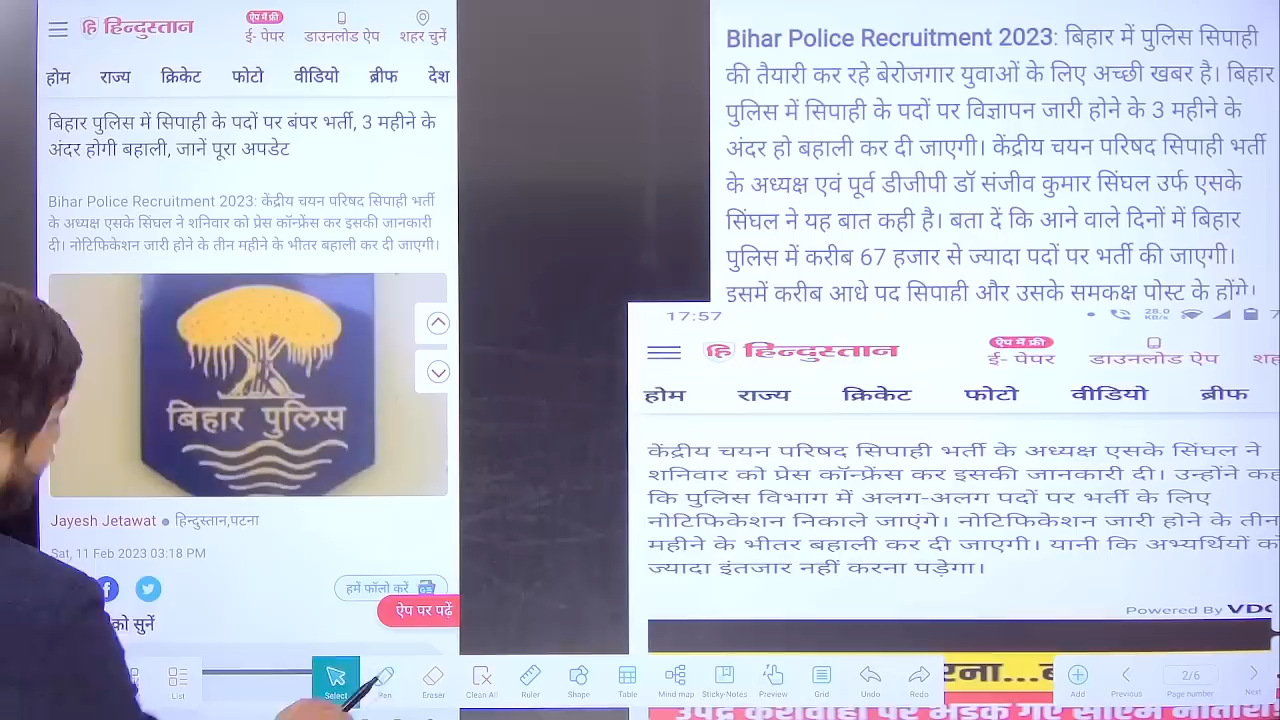 हि हिन्दुस्तान
ऐप में फ्री
ई- पेपर
डाउनलोड ऐप
शहर चुनें
होम राज्य क्रिकेट फोटो वीडियो ब्रीफ देश
बिहार पुलिस में सिपाही के पदों पर बंपर भर्ती, 3 महीने के
अंदर होगी बहाली, जानें पूरा अपडेट
Bihar Police Recruitment 2023: केंद्रीय चयन परिषद सिपाही भर्ती
के अध्यक्ष एसके सिंघल ने शनिवार को प्रेस कॉन्फ्रेंस कर इसकी जानकारी
दी। नोटिफिकेशन जारी होने के तीन महीने के भीतर बहाली कर दी जाएगी।
बिहार पुलिस
Jayesh Jetawat ● हिन्दुस्तान,पटना
Sat, 11 Feb 2023 03:18 PM
हमें फॉलो करें
ऐप पर पढ़ें
को सुनें
Bihar Police Recruitment 2023: बिहार में पुलिस सिपाही
की तैयारी कर रहे बेरोजगार युवाओं के लिए अच्छी खबर है। बिहार
पुलिस में सिपाही के पदों पर विज्ञापन जारी होने के 3 महीने के
अंदर हो बहाली कर दी जाएगी। केंद्रीय चयन परिषद सिपाही भर्ती
के अध्यक्ष एवं पूर्व डीजीपी डॉ संजीव कुमार सिंघल उर्फ एसके
सिंघल ने यह बात कही है। बता दें कि आने वाले दिनों में बिहार
पुलिस में करीब 67 हजार से ज्यादा पदों पर भर्ती की जाएगी।
इसमें करीब आधे पद सिपाही और उसके समकक्ष पोस्ट के होंगे।
17:57
28.0 KB/s
हि हिन्दुस्तान
ऐप में फ्री
ई- पेपर
डाउनलोड ऐप
होम राज्य क्रिकेट फोटो वीडियो ब्रीफ
केंद्रीय चयन परिषद सिपाही भर्ती के अध्यक्ष एसके सिंघल ने
शनिवार को प्रेस कॉन्फ्रेंस कर इसकी जानकारी दी। उन्होंने
कि पुलिस विभाग में अलग-अलग पदों पर भर्ती के लिए
नोटिफिकेशन निकाले जाएंगे। नोटिफिकेशन जारी होने के तीन
महीने के भीतर बहाली कर दी जाएगी। यानी कि अभ्यर्थियों
ज्यादा इंतजार नहीं करना पड़ेगा।
Powered By
List Select Pen Eraser Clean All Ruler Shape Table Mind map Sticky-Notes Preview Grid Undo Redo Add Previous 2/6 Page number Next